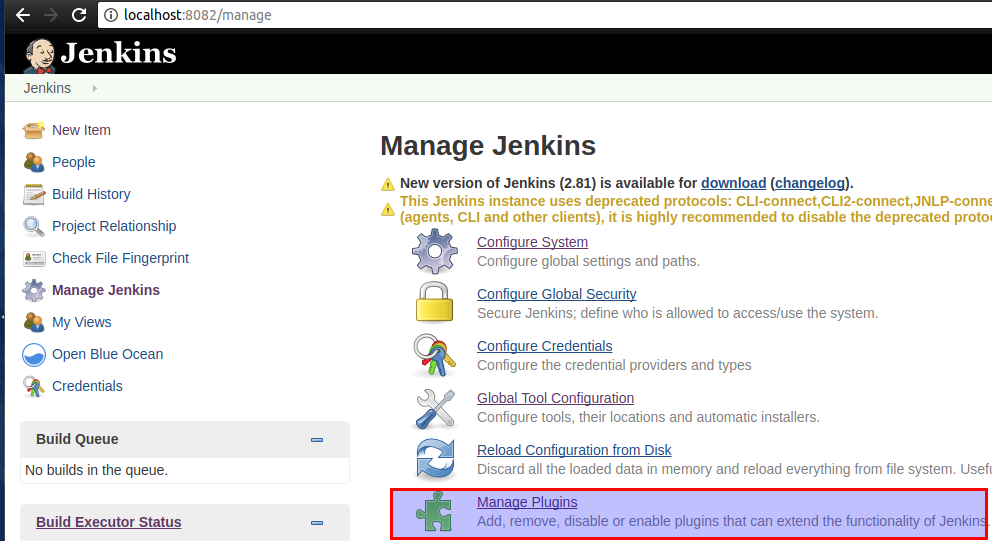 localhost:8082/manage
Jenkins
Jenkins
New Item
People
Build History
Project Relationship
Check File Fingerprint
Manage Jenkins
My Views
Open Blue Ocean
Credentials
Build Queue
No builds in the queue.
Build Executor Status
Manage Jenkins
New version of Jenkins (2.81) is available for download (changelog).
This Jenkins instance uses deprecated protocols: CLI-connect,CLI2-connect,JNLP-conne
(agents, CLI and other clients), it is highly recommended to disable the deprecated proto
Configure System
Configure global settings and paths.
Configure Global Security
Secure Jenkins; define who is allowed to access/use the system.
Configure Credentials
Configure the credential providers and types
Global Tool Configuration
Configure tools, their locations and automatic installers.
Reload Configuration from Disk
Discard all the loaded data in memory and reload everything from file system. Usefu
Manage Plugins
Add, remove, disable or enable plugins that can extend the functionality of Jenkins.